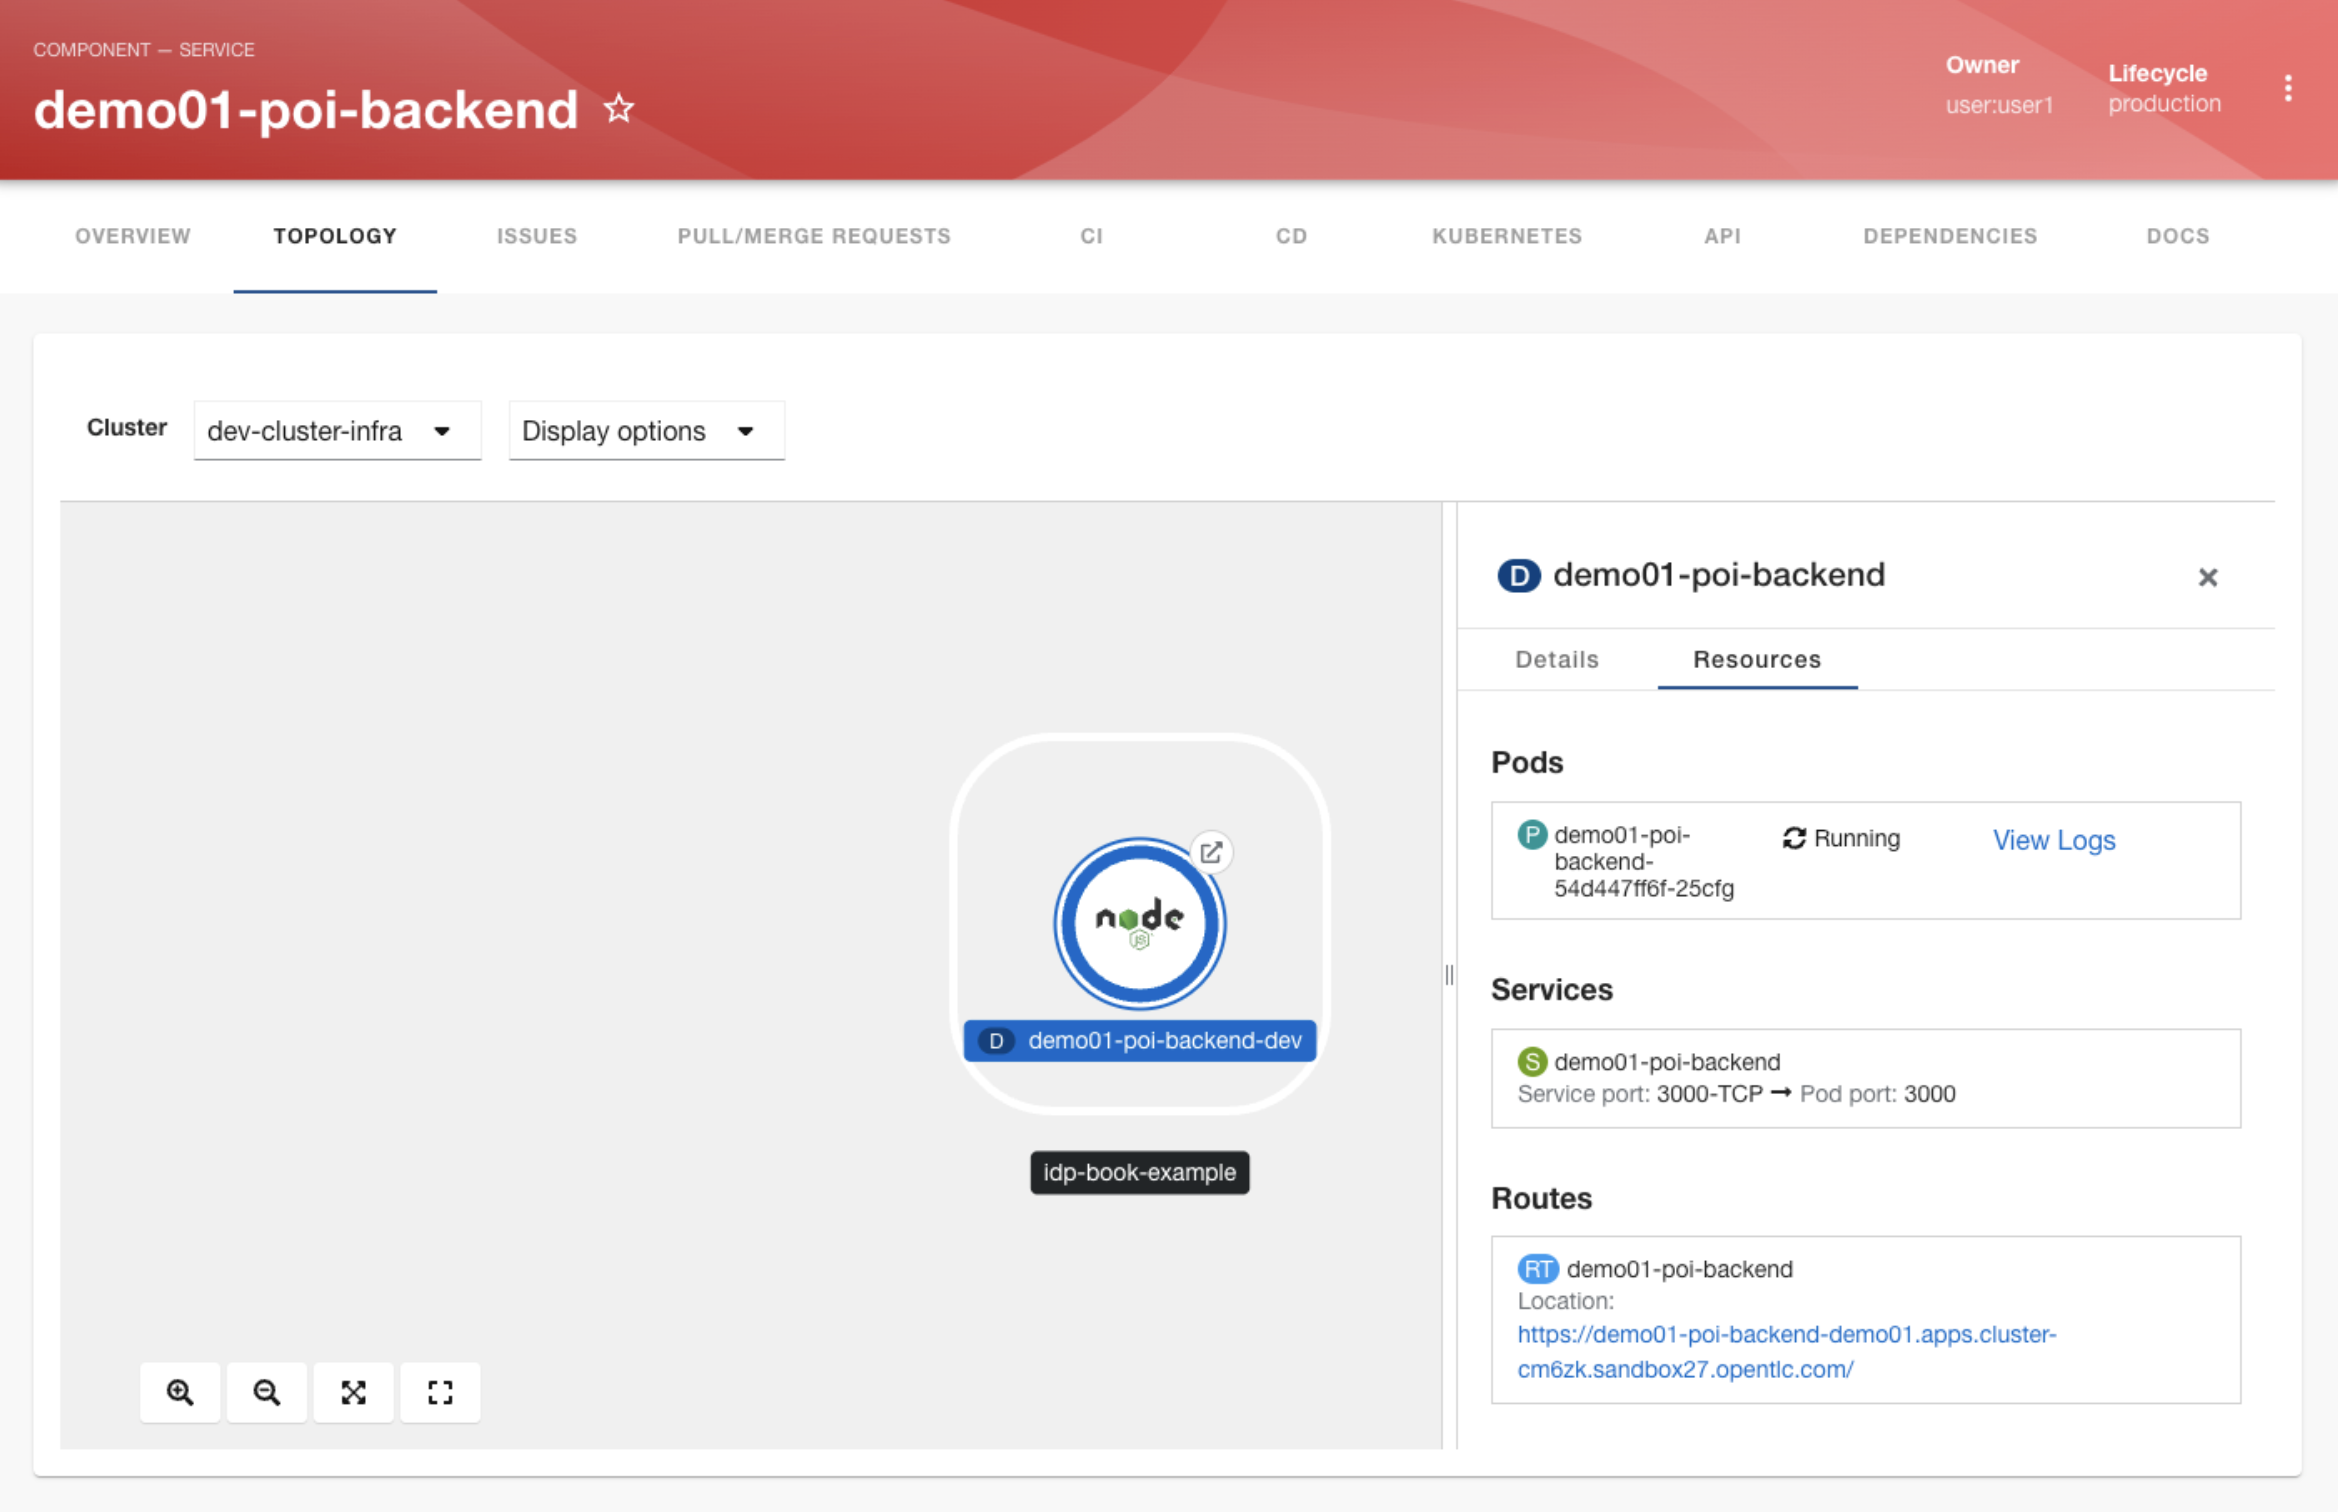 COMPONENT — SERVICE
demo01-poi-backend
Owner
user:user1
Lifecycle
production
OVERVIEW TOPOLOGY ISSUES PULL/MERGE REQUESTS CI CD KUBERNETES API DEPENDENCIES DOCS
Cluster dev-cluster-infra Display options
node
JS
D demo01-poi-backend-dev
idp-book-example
D demo01-poi-backend
Details Resources
Pods
P demo01-poi-
backend-
54d447ff6f-25cfg
Running View Logs
Services
S demo01-poi-backend
Service port: 3000-TCP → Pod port: 3000
Routes
RT demo01-poi-backend
Location:
https://demo01-poi-backend-demo01.apps.cluster-
cm6zk.sandbox27.opentlc.com/